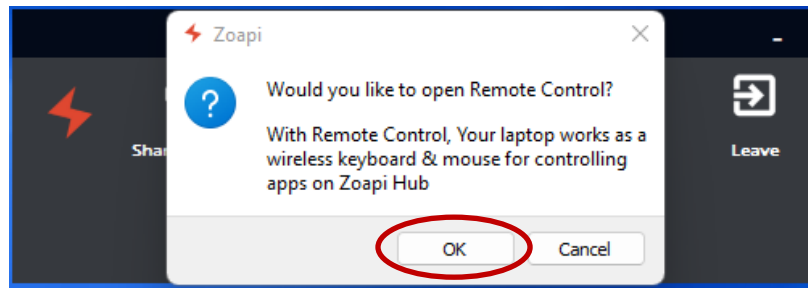 Zoapi
Would you like to open Remote Control?
With Remote Control, Your laptop works as a
wireless keyboard & mouse for controlling
apps on Zoapi Hub
Leave
OK
Cancel